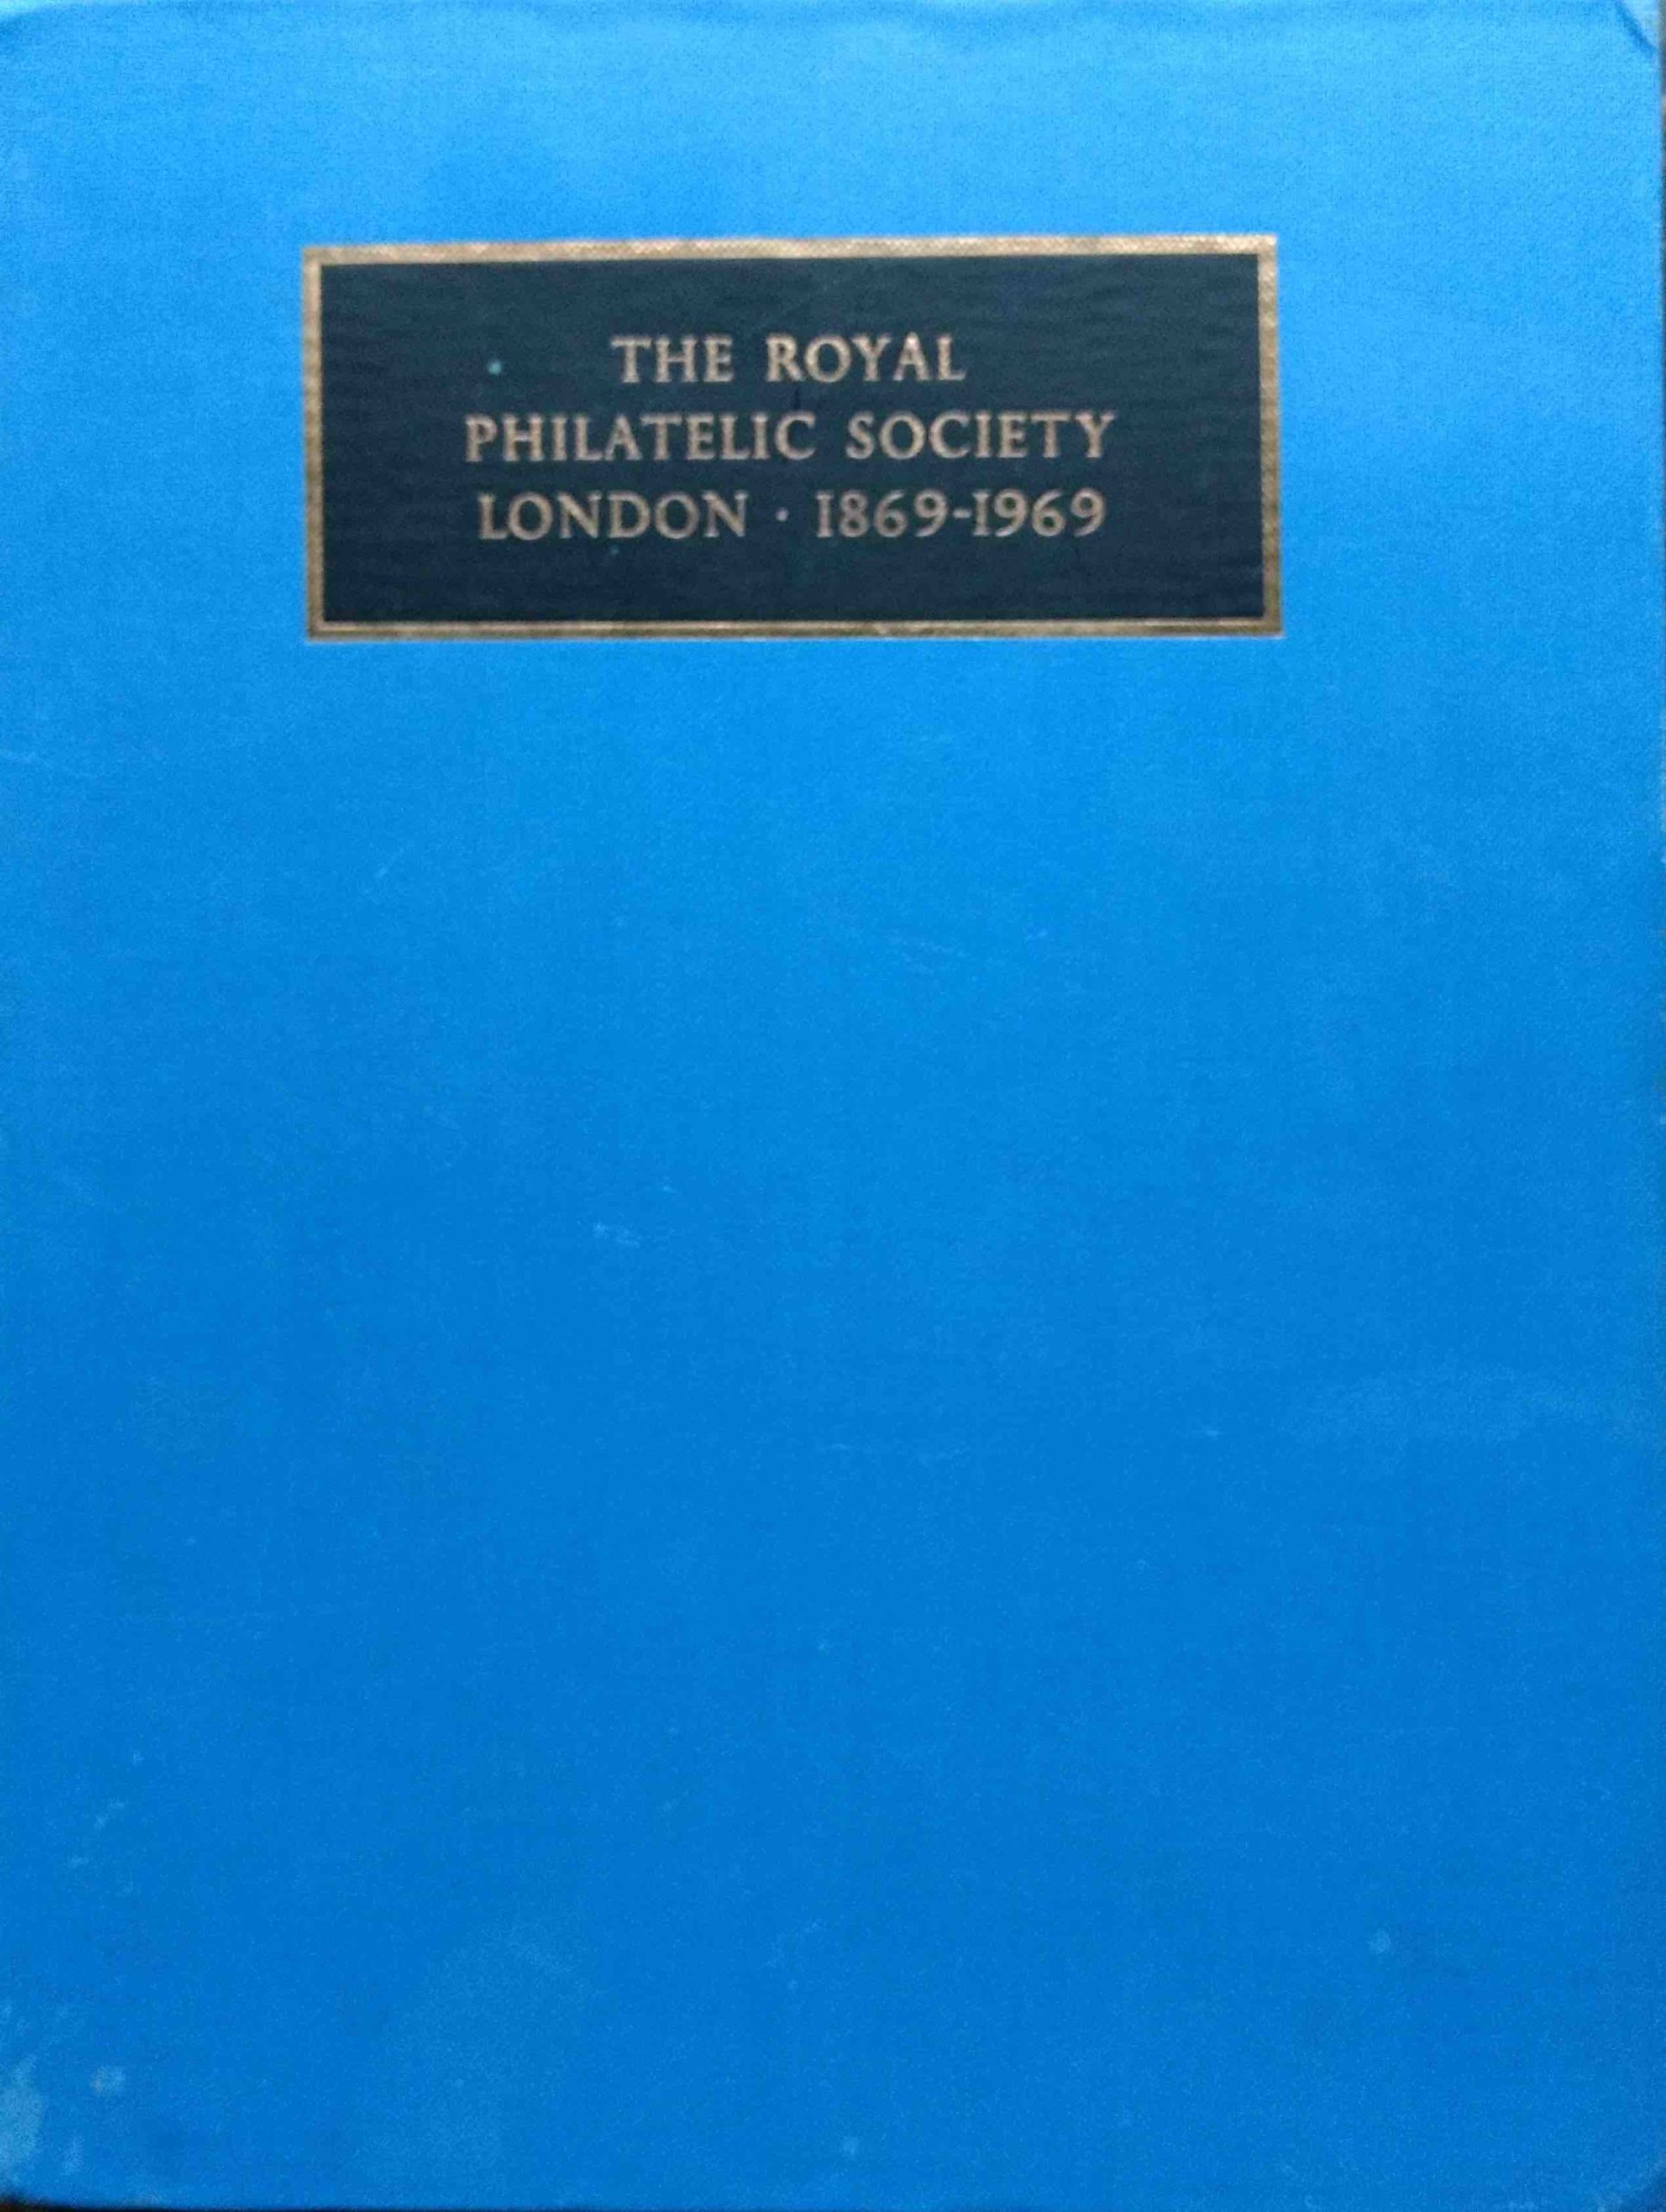 THE ROYAL
PHILATELIC SOCIETY
LONDON · 1869-1969